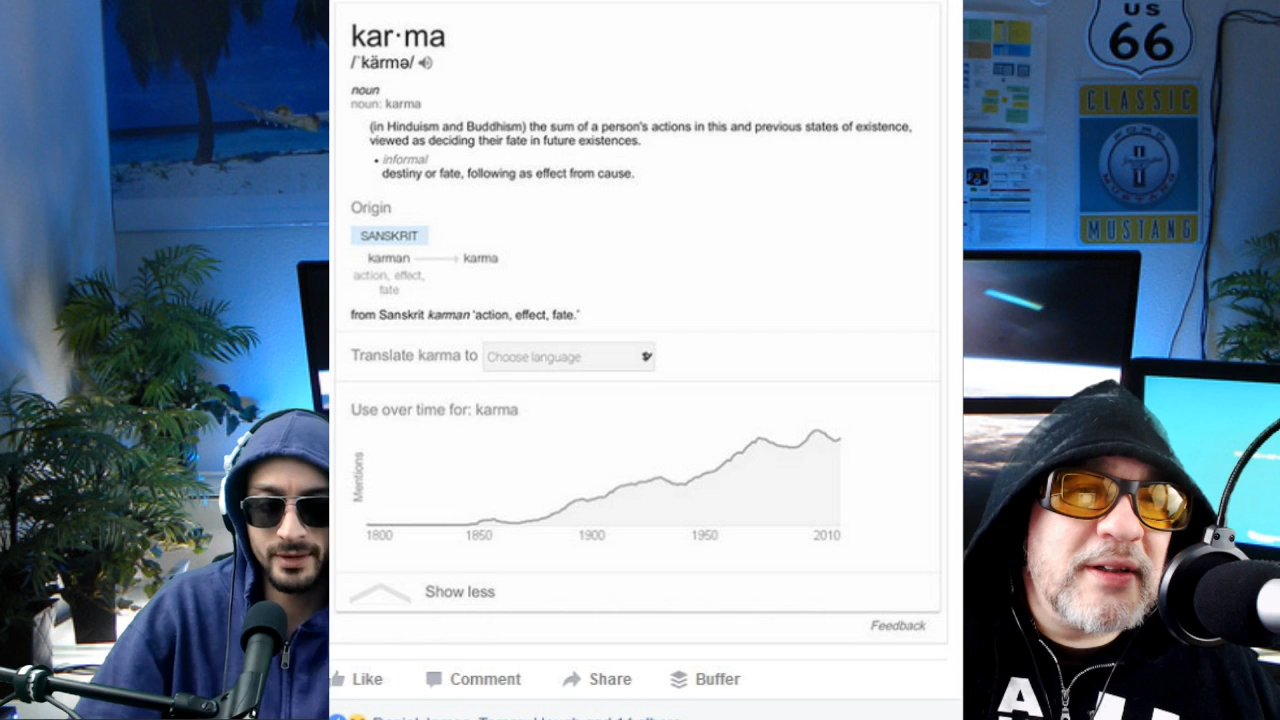 kar·ma
/ˈkärmə/
noun
noun: karma
(in Hinduism and Buddhism) the sum of a person's actions in this and previous states of existence,
viewed as deciding their fate in future existences.
• informal
destiny or fate, following as effect from cause.
Origin
SANSKRIT
karman karma
action, effect,
fate
from Sanskrit karman 'action, effect, fate.'
Translate karma to Choose language
Use over time for: karma
Mentions
1800 1850 1900 1950 2010
Show less
Feedback
Like Comment Share Buffer
US
66
CLASSIC
FORD
MUSTANG
MUSTANG